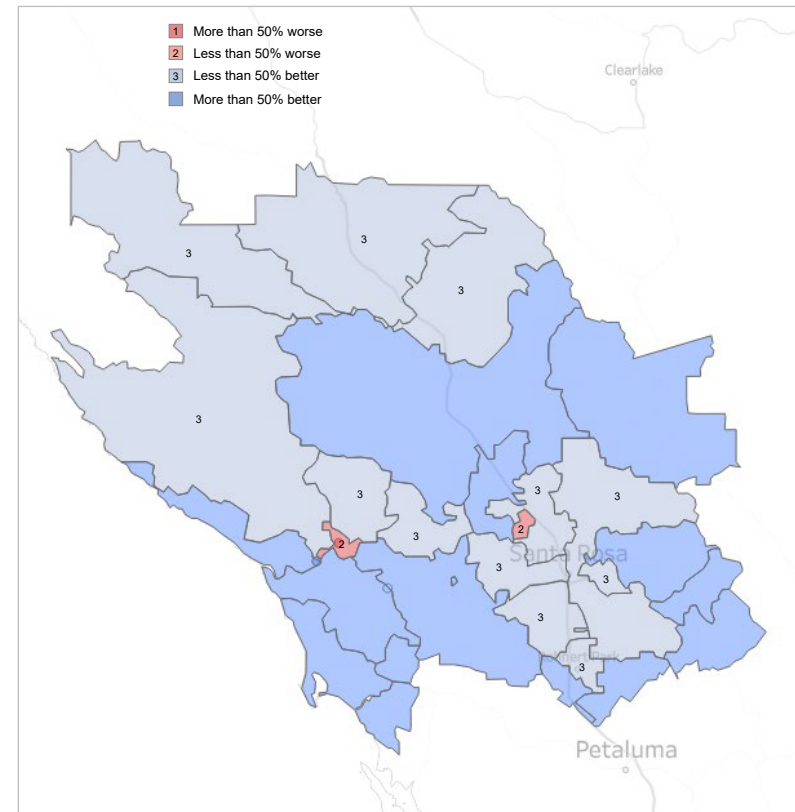 1 More than 50% worse
2 Less than 50% worse
3 Less than 50% better
More than 50% better
Clearlake
3
3
3
3
3
3
3
3
3
2
2
Santa Rosa
3
3
3
Rohnert Park
3
Petaluma